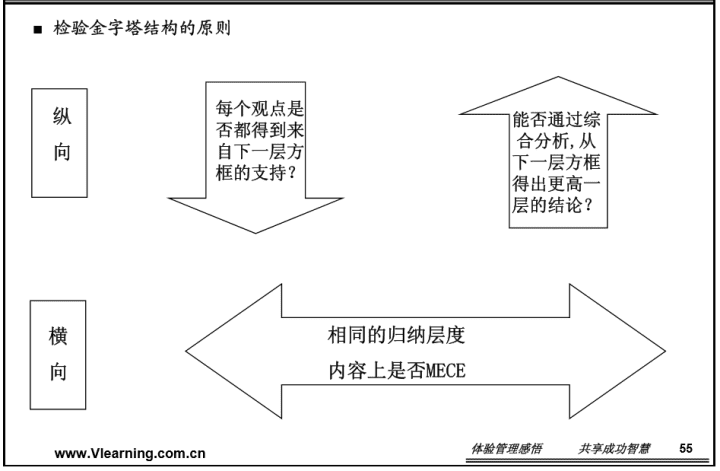 ■ 检验金字塔结构的原则
纵
向
每个观点是
否都得到来
自下一层方
框的支持？
能否通过综
合分析,从
下一层方框
得出更高一
层的结论？
横
向
相同的归纳层度
内容上是否MECE
www.Vlearning.com.cn
体验管理感悟 共享成功智慧 55